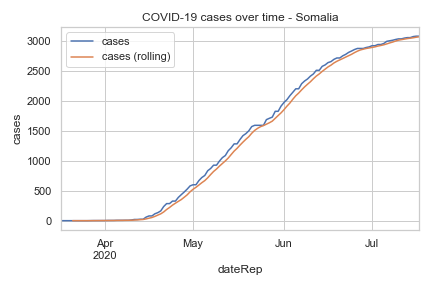 COVID-19 cases over time - Somalia
cases
cases (rolling)
3000
2500
2000
1500
1000
500
0
cases
Apr
2020
May
Jun
Jul
dateRep